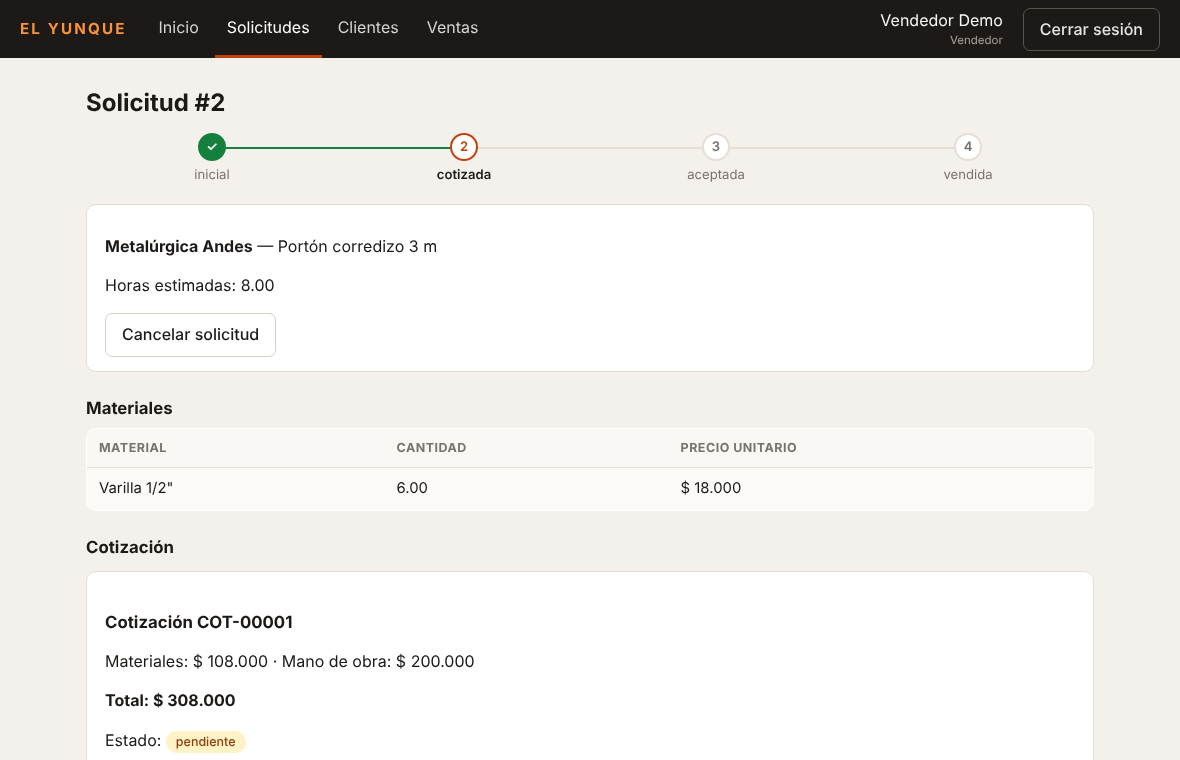 EL YUNQUE
Inicio
Solicitudes
Clientes
Ventas
Vendedor Demo
Vendedor
Cerrar sesión
Solicitud #2
2
3
4
inicial
cotizada
aceptada
vendida
Metalúrgica Andes — Portón corredizo 3 m
Horas estimadas: 8.00
Cancelar solicitud
Materiales
MATERIAL CANTIDAD PRECIO UNITARIO
Varilla 1/2" 6.00 $ 18.000
Cotización
Cotización COT-00001
Materiales: $ 108.000 · Mano de obra: $ 200.000
Total: $ 308.000
Estado: pendiente